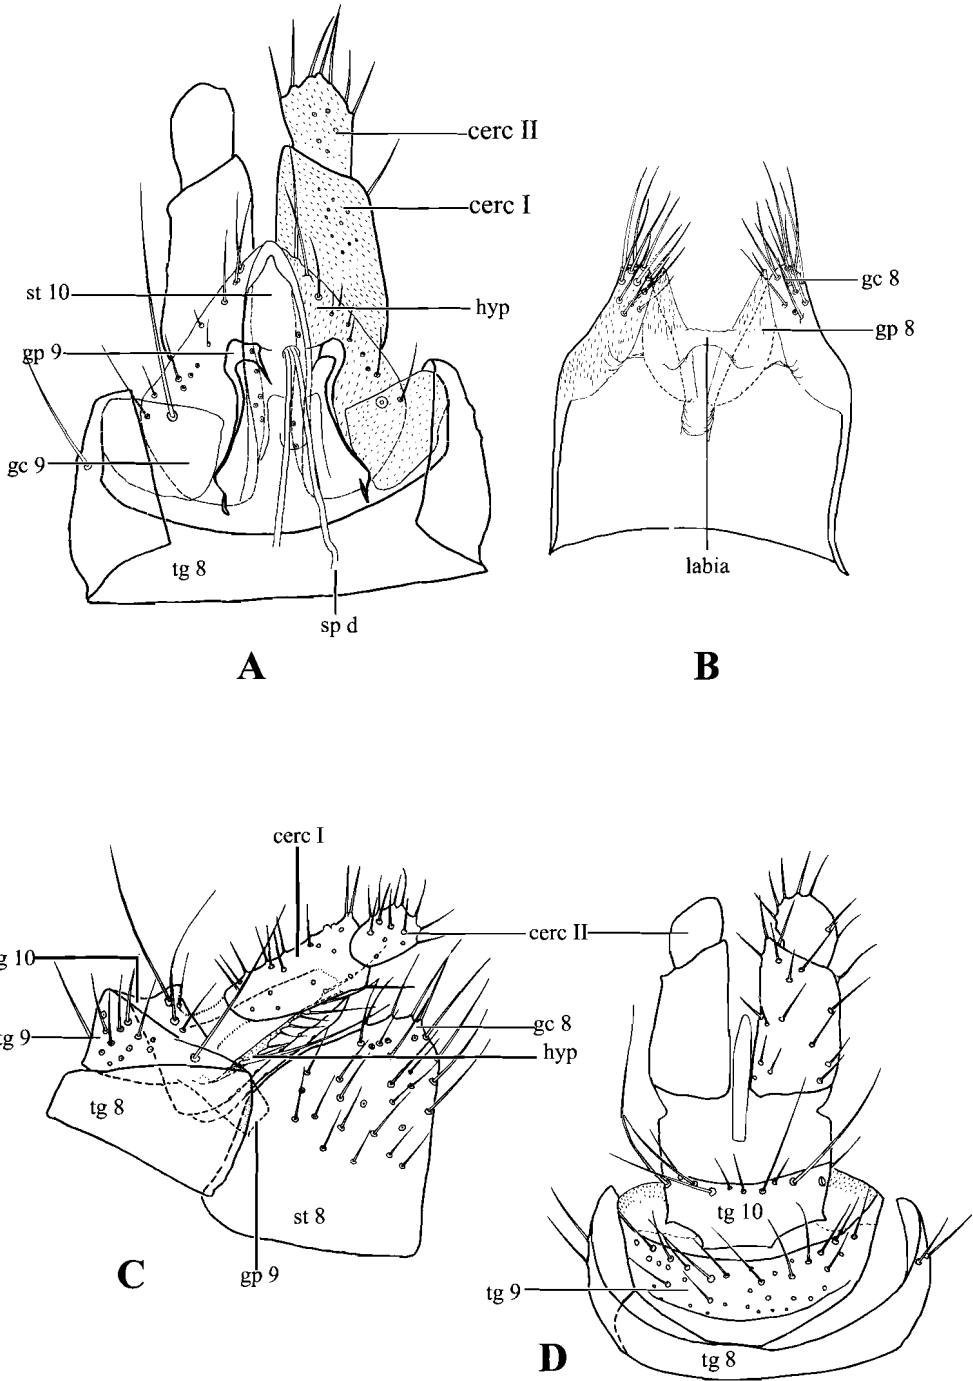 cerc II
cerc I
st 10
hyp
gp 9
gc 9
tg 8
sp d
A
gc 8
gp 8
labia
B
cerc I
g 10
tg 9
tg 8
cerc II
gc 8
hyp
st 8
gp 9
C
tg 10
tg 9
tg 8
D